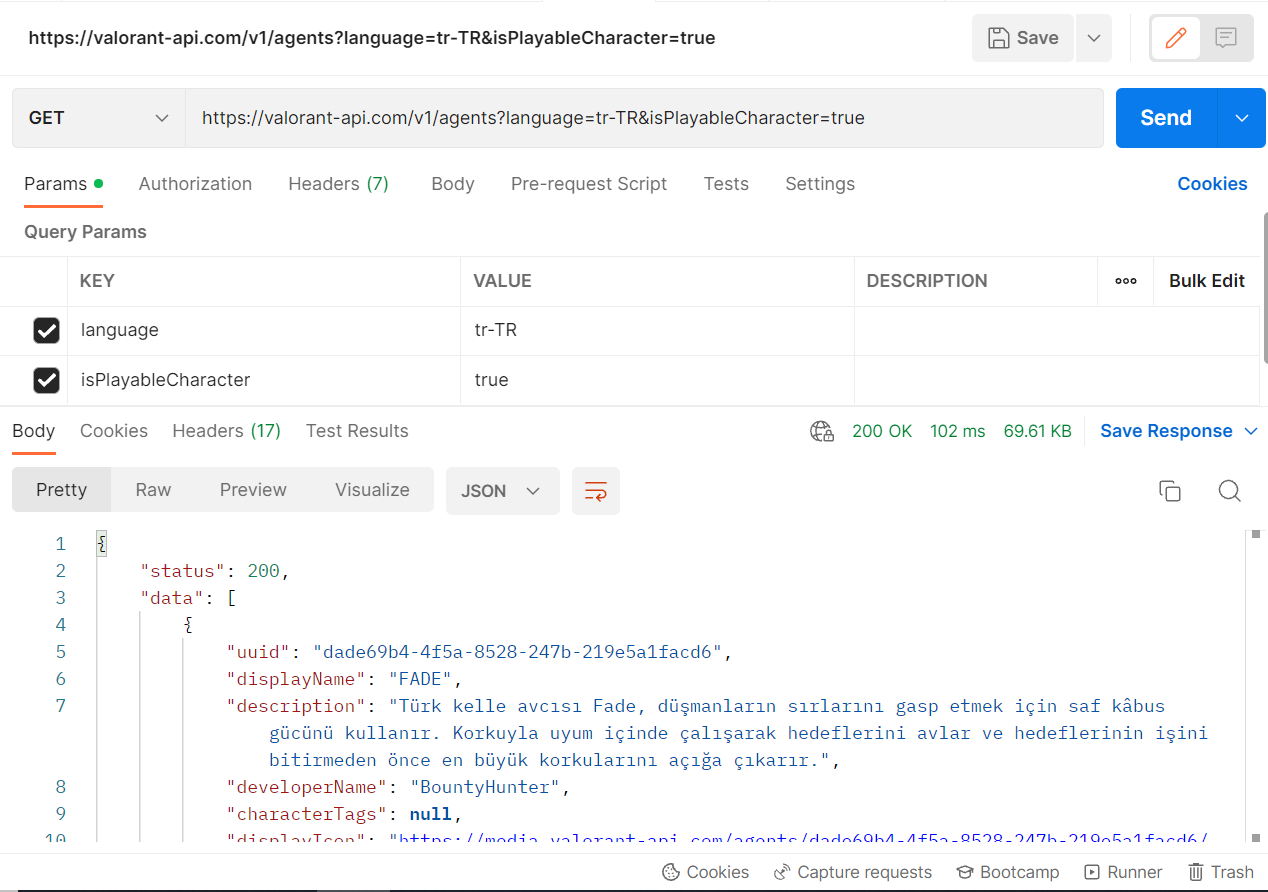 https://valorant-api.com/v1/agents?language=tr-TR&isPlayableCharacter=true
Save
GET
https://valorant-api.com/v1/agents?language=tr-TR&isPlayableCharacter=true
Send
Params
Authorization
Headers (7)
Body
Pre-request Script
Tests
Settings
Cookies
Query Params
KEY
VALUE
DESCRIPTION
Bulk Edit
language
tr-TR
isPlayableCharacter
true
Body
Cookies
Headers (17)
Test Results
200 OK
102 ms
69.61 KB
Save Response
Pretty
Raw
Preview
Visualize
JSON
1 {
2 "status": 200,
3 "data": [
4 {
5 "uuid": "dade69b4-4f5a-8528-247b-219e5a1facd6",
6 "displayName": "FADE",
7 "description": "Türk kelle avcısı Fade, düşmanların sırlarını gasp etmek için saf kâbus
gücünü kullanır. Korkuyla uyum içinde çalışarak hedeflerini avlar ve hedeflerinin işini
bitirmeden önce en büyük korkularını açığa çıkarır.",
8 "developerName": "BountyHunter",
9 "characterTags": null,
10 "displayIcon": "https://media.valorant-api.com/agents/dade69b4-4f5a-8528-247b-219e5a1facd6/
Cookies
Capture requests
Bootcamp
Runner
Trash